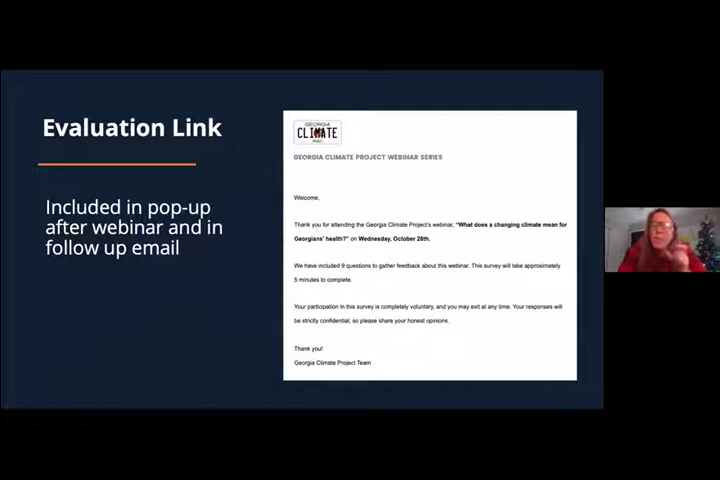 Evaluation Link
Included in pop-up
after webinar and in
follow up email
GEORGIA
CLIMATE
PROJECT
GEORGIA CLIMATE PROJECT WEBINAR SERIES
Welcome,
Thank you for attending the Georgia Climate Project's webinar, "What does a changing climate mean for
Georgians' health?" on Wednesday, October 28th.
We have included 9 questions to gather feedback about this webinar. This survey will take approximately
5 minutes to complete.
Your participation in this survey is completely voluntary, and you may exit at any time. Your responses will
be strictly confidential, so please share your honest opinions.
Thank you!
Georgia Climate Project Team